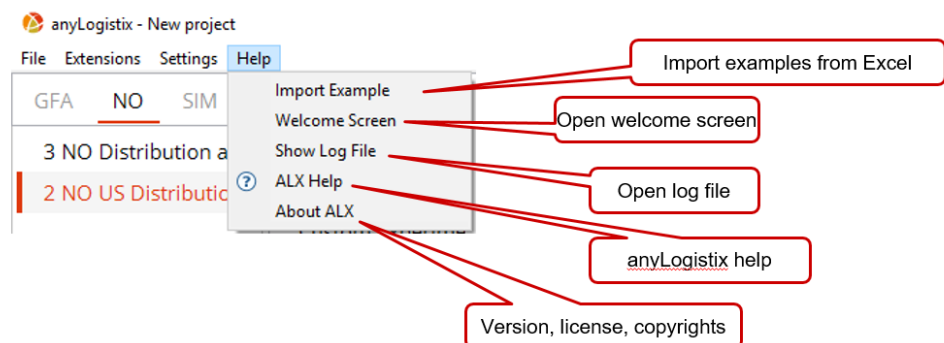 anyLogistix - New project
File Extensions Settings Help
GFA NO SIM
3 NO Distribution a
2 NO US Distributio
Import Example
Welcome Screen
Show Log File
ALX Help
About ALX
Import examples from Excel
Open welcome screen
Open log file
anyLogistix help
Version, license, copyrights